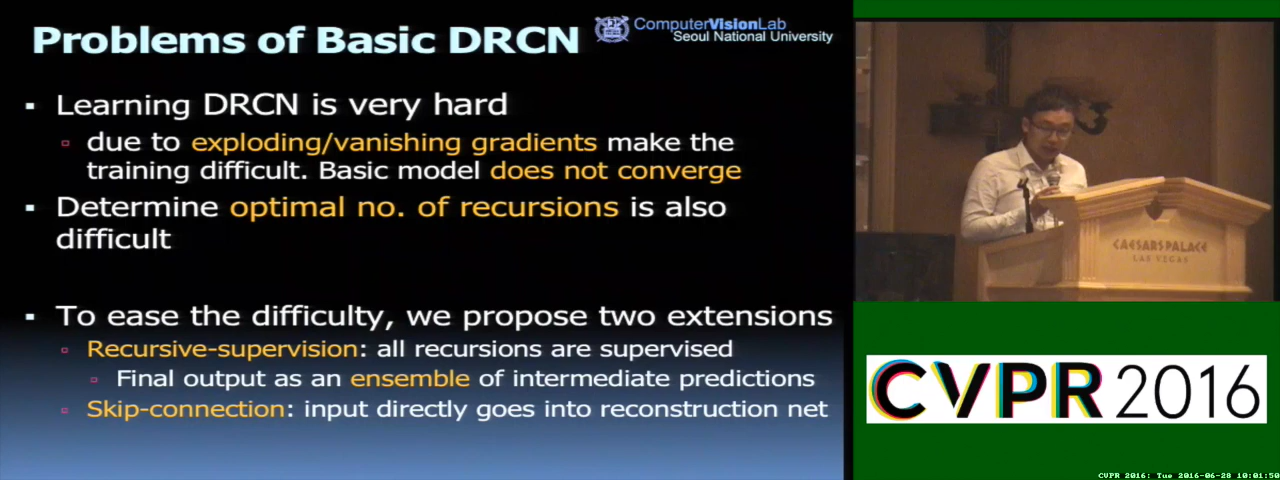 Problems of Basic DRCN
ComputerVisionLab
Seoul National University
▪ Learning DRCN is very hard
▫ due to exploding/vanishing gradients make the
training difficult. Basic model does not converge
▪ Determine optimal no. of recursions is also
difficult
▪ To ease the difficulty, we propose two extensions
▫ Recursive-supervision: all recursions are supervised
▫ Final output as an ensemble of intermediate predictions
▫ Skip-connection: input directly goes into reconstruction net
CAESARS PALACE
LAS VEGAS
CVPR 2016
CVPR 2016: Tue 2016-06-28 10:01:50